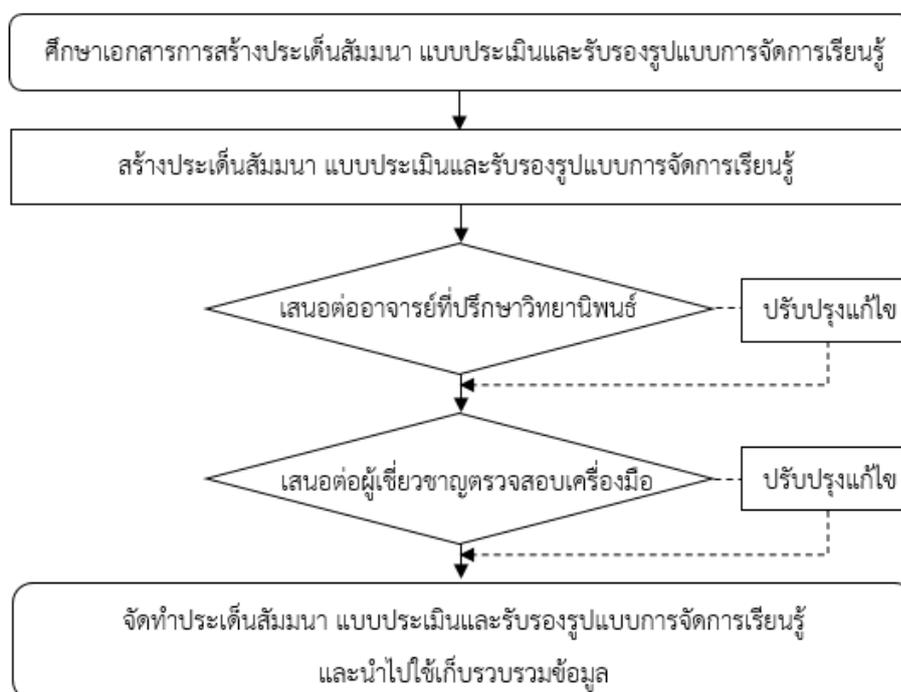 ศึกษาเอกสารการสร้างประเด็นสัมมนา แบบประเมินและรับรองรูปแบบการจัดการเรียนรู้
สร้างประเด็นสัมมนา แบบประเมินและรับรองรูปแบบการจัดการเรียนรู้
เสนอต่ออาจารย์ที่ปรึกษาวิทยานิพนธ์
ปรับปรุงแก้ไข
เสนอต่อผู้เชี่ยวชาญตรวจสอบเครื่องมือ
ปรับปรุงแก้ไข
จัดทำประเด็นสัมมนา แบบประเมินและรับรองรูปแบบการจัดการเรียนรู้
และนำไปใช้เก็บรวบรวมข้อมูล